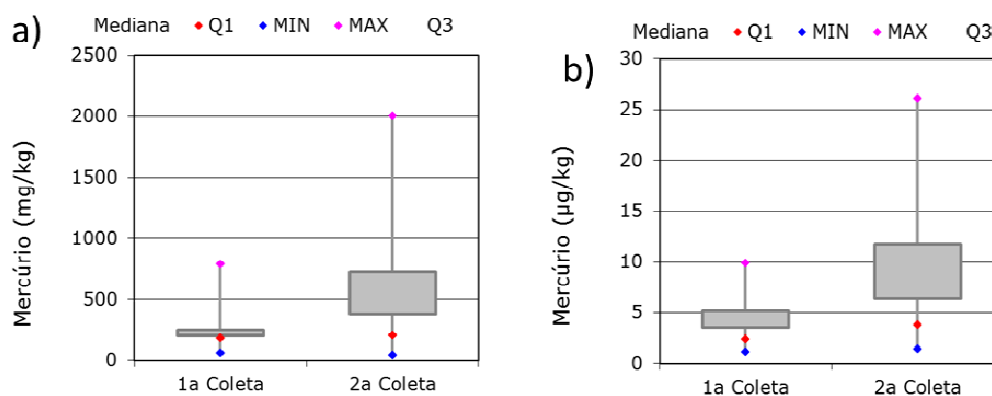 a)
Mediana Q1 MIN MAX Q3
Mercúrio (mg/kg)
2500
2000
1500
1000
500
0
1a Coleta 2a Coleta
b)
Mediana Q1 MIN MAX Q3
Mercúrio (µg/kg)
30
25
20
15
10
5
0
1a Coleta 2a Coleta